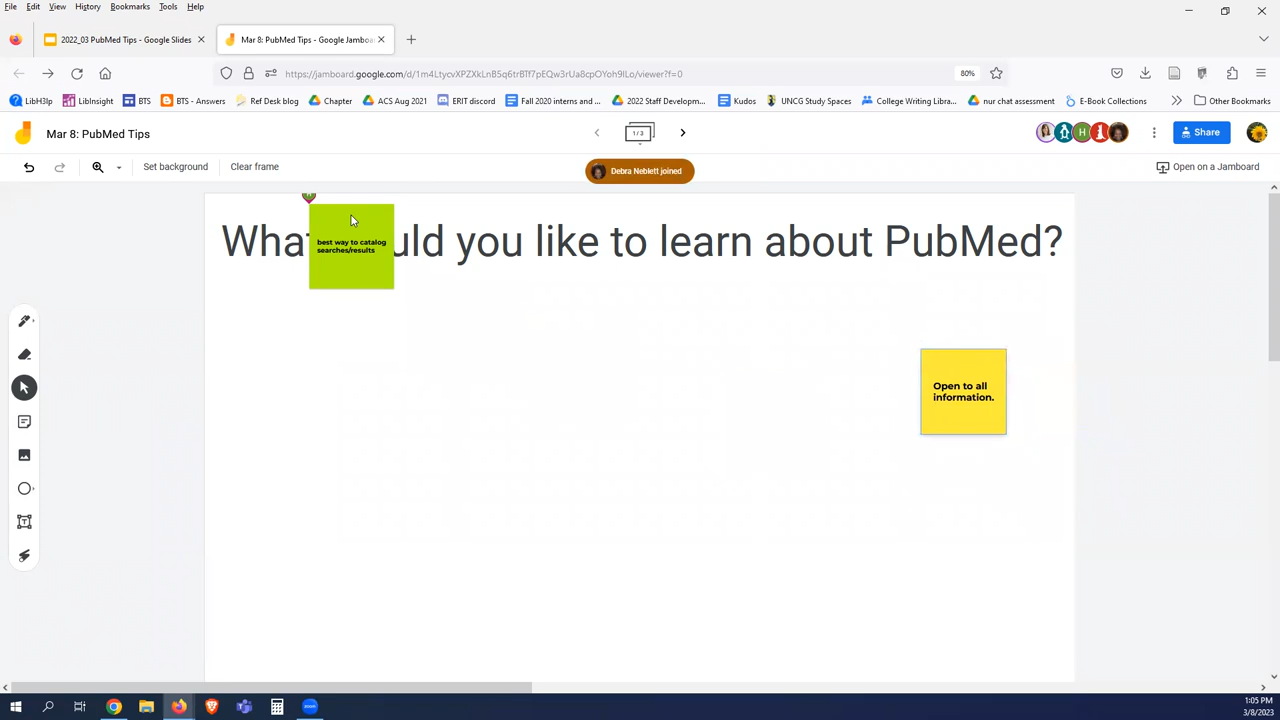 File Edit View History Bookmarks Tools Help
2022_03 PubMed Tips - Google Slides
Mar 8: PubMed Tips - Google Jamboa
https://jamboard.google.com/d/1m4LtycvXPZXkLnB5q6trBTf7pEQw3rUa8cpOYoh9ILo/viewer?f=0
80%
LibH3lp LibInsight BTS BTS - Answers Ref Desk blog Chapter ACS Aug 2021 ERIT discord Fall 2020 interns and ... 2022 Staff Developm... Kudos UNCG Study Spaces College Writing Libra... nur chat assessment E-Book Collections Other Bookmarks
Mar 8: PubMed Tips
1 / 3
H
Share
Set background Clear frame
Debra Neblett joined
Open on a Jamboard
What ould you like to learn about PubMed?
best way to catalog
searches/results
Open to all
information.
1:05 PM
3/8/2023